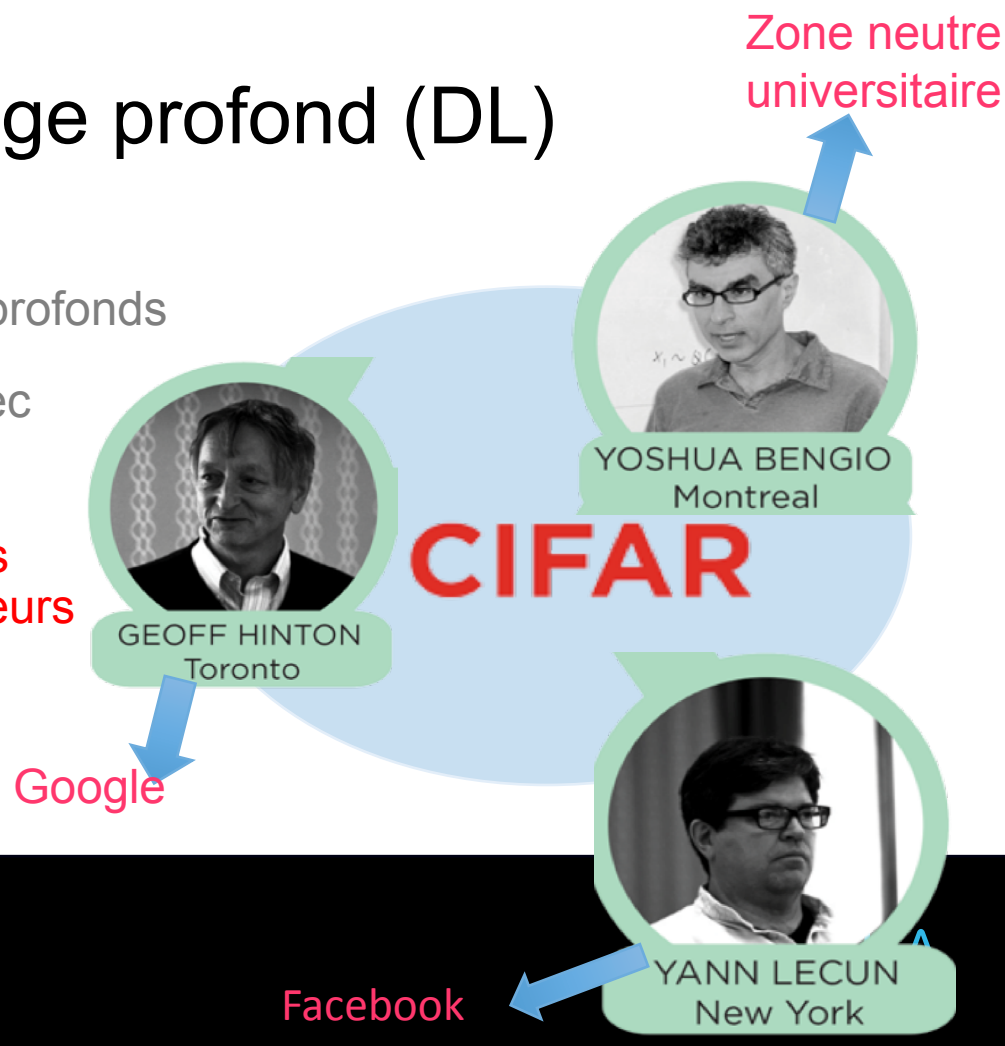 Zone neutre
universitaire
ge profond (DL)
profonds
ec
YOSHUA BENGIO
Montreal
CIFAR
s
eurs
GEOFF HINTON
Toronto
Google
YANN LECUN
New York
Facebook